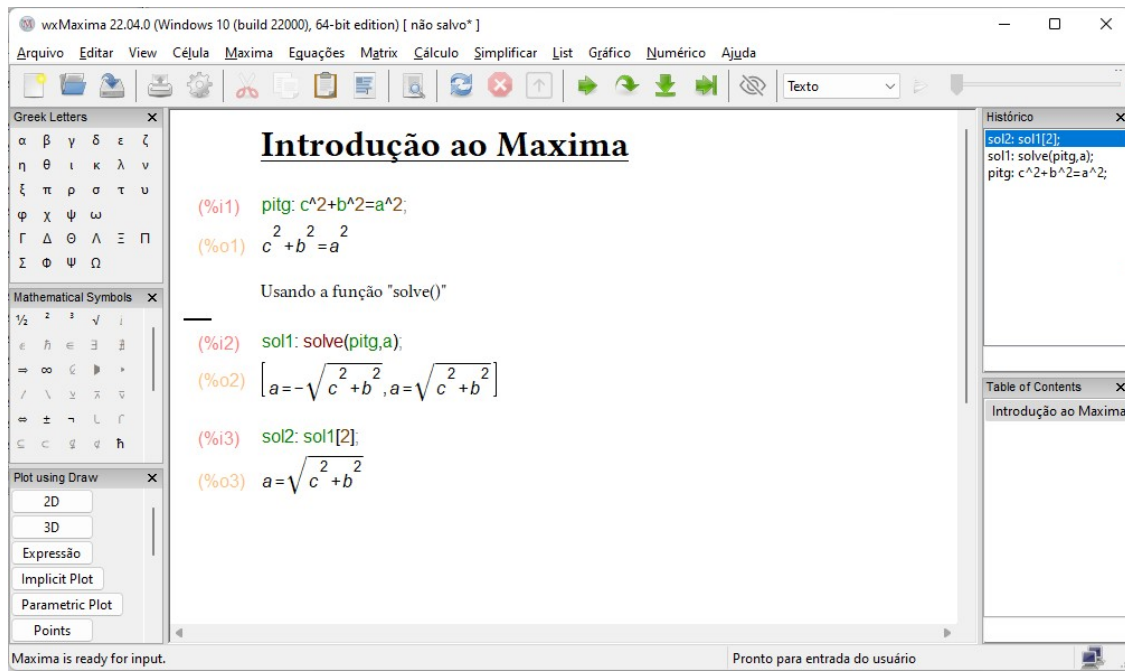 wxMaxima 22.04.0 (Windows 10 (build 22000), 64-bit edition) [ não salvo* ]
Arquivo Editar View Célula Maxima Equações Matrix Cálculo Simplificar List Gráfico Numérico Ajuda
Texto
Greek Letters
α β γ δ ε ζ
η θ ι κ λ ν
ξ π ρ σ τ υ
φ χ ψ ω
Γ Δ Θ Λ Ξ Π
Σ Φ Ψ Ω
Mathematical Symbols
½ ² ³ √ i
ϵ ℏ ∈ ∃ ∄
⇒ ∞
⇔ ± ¬
ħ
Plot using Draw
2D
3D
Expressão
Implicit Plot
Parametric Plot
Points
Introdução ao Maxima
(%i1) pitg: c^2+b^2=a^2;
(%o1) c²+b²=a²
Usando a função "solve()"
(%i2) sol1: solve(pitg,a);
(%o2) [a=-√(c²+b²),a=√(c²+b²)]
(%i3) sol2: sol1[2];
(%o3) a=√(c²+b²)
Histórico
sol2: sol1[2];
sol1: solve(pitg,a);
pitg: c^2+b^2=a^2;
Table of Contents
Introdução ao Maxima
Maxima is ready for input.
Pronto para entrada do usuário